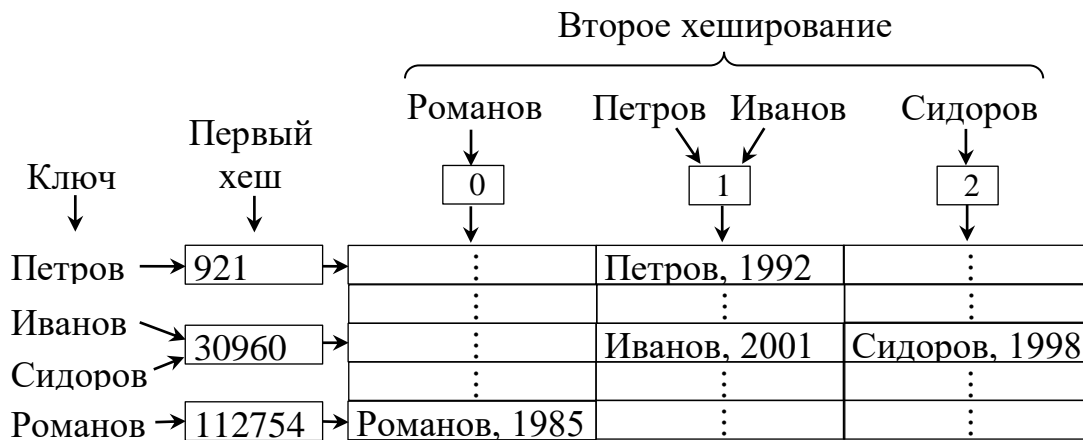 Второе хеширование
Романов Петров Иванов Сидоров
Первый
хеш
Ключ
0 1 2
Петров 921 Петров, 1992
Иванов
30960 Иванов, 2001 Сидоров, 1998
Сидоров
Романов 112754 Романов, 1985